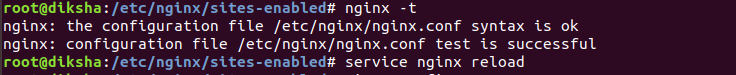 root@diksha:/etc/nginx/sites-enabled# nginx -t
nginx: the configuration file /etc/nginx/nginx.conf syntax is ok
nginx: configuration file /etc/nginx/nginx.conf test is successful
root@diksha:/etc/nginx/sites-enabled# service nginx reload